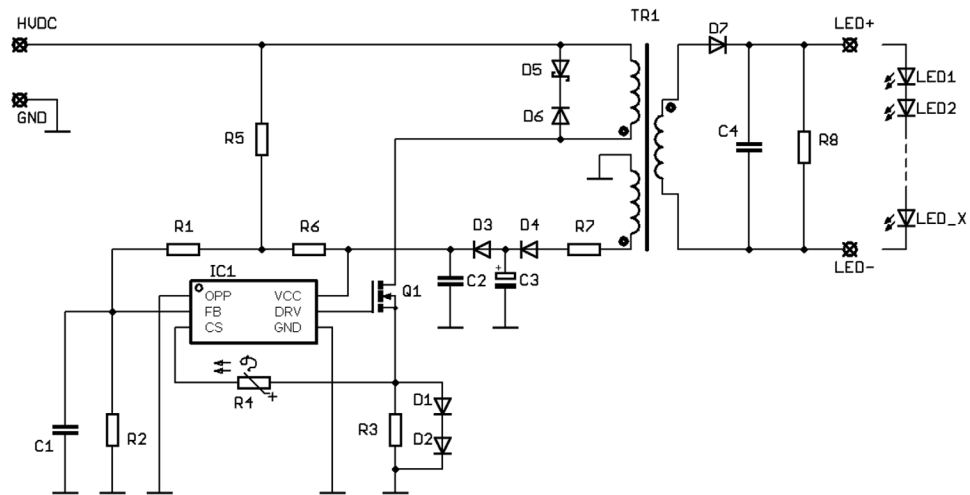 HVDC
TR1
D7
LED+
D5
LED1
LED2
GND
D6
R5
C4
R8
R1
R6
D3
D4
R7
LED_X
LED-
IC1
C2
+
C3
OPP
VCC
Q1
FB
DRV
CS
GND
ϑ
R4
+
D1
R3
D2
C1
R2